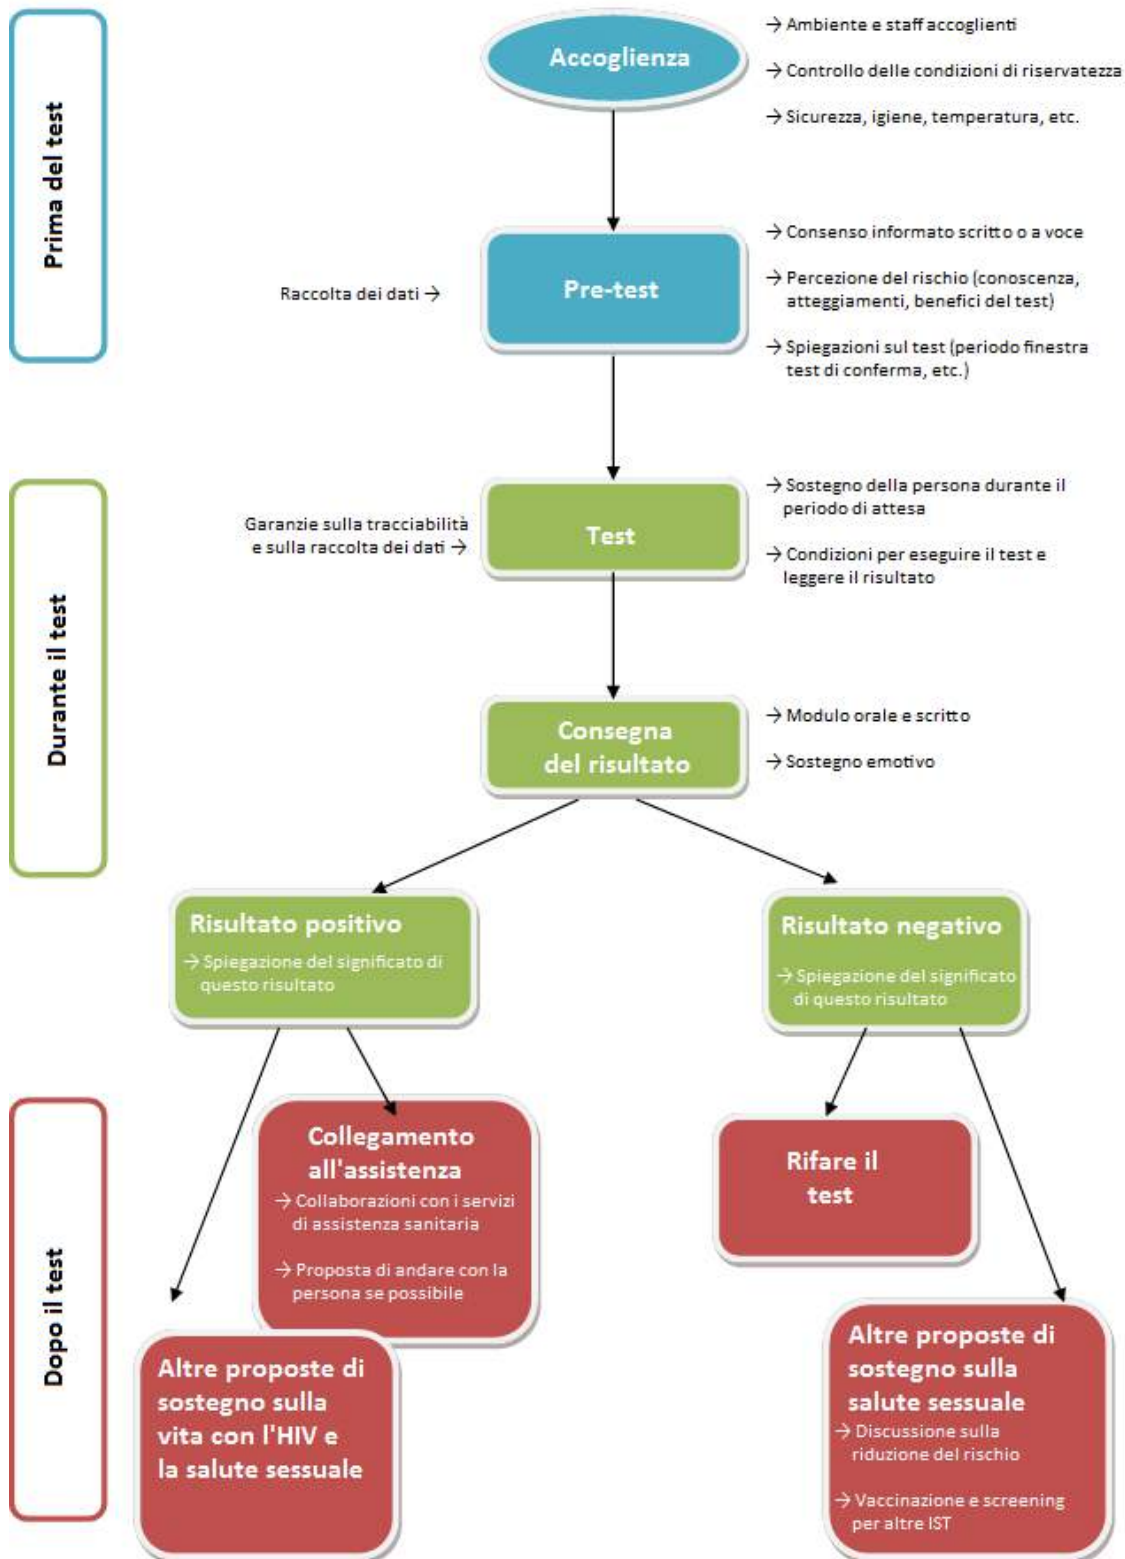 Prima del test
Accoglienza
→ Ambiente e staff accoglienti
→ Controllo delle condizioni di riservatezza
→ Sicurezza, igiene, temperatura, etc.
Raccolta dei dati →
Pre-test
→ Consenso informato scritto o a voce
→ Percezione del rischio (conoscenza,
atteggiamenti, benefici del test)
→ Spiegazioni sul test (periodo finestra
test di conferma, etc.)
Durante il test
Garanzie sulla tracciabilità
e sulla raccolta dei dati →
Test
→ Sostegno della persona durante il
periodo di attesa
→ Condizioni per eseguire il test e
leggere il risultato
Consegna
del risultato
→ Modulo orale e scritto
→ Sostegno emotivo
Risultato positivo
→ Spiegazione del significato di
questo risultato
Risultato negativo
→ Spiegazione del significato
di questo risultato
Dopo il test
Collegamento
all'assistenza
→ Collaborazioni con i servizi
di assistenza sanitaria
→ Proposta di andare con la
persona se possibile
Altre proposte di
sostegno sulla
vita con l'HIV e
la salute sessuale
Rifare il
test
Altre proposte di
sostegno sulla
salute sessuale
→ Discussione sulla
riduzione del rischio
→ Vaccinazione e screening
per altre IST